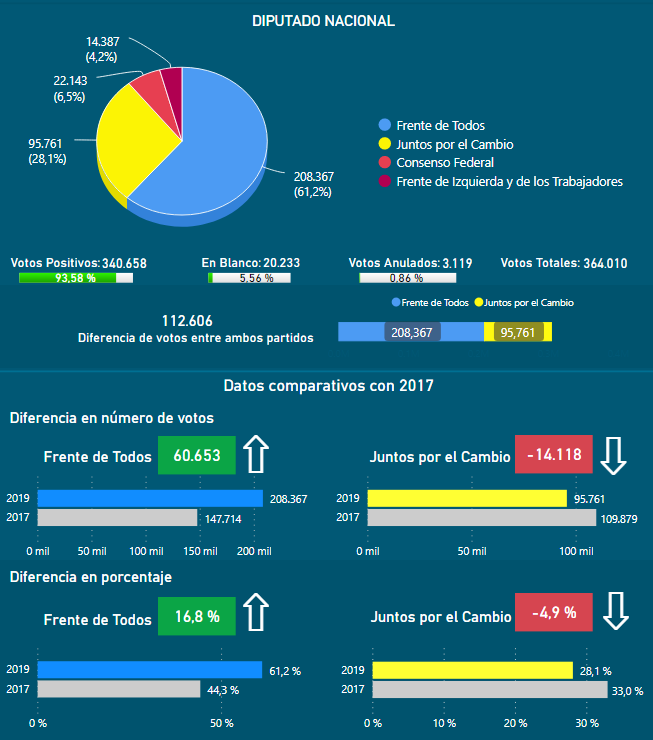 DIPUTADO NACIONAL
14.387
(4,2%)
22.143
(6,5%)
95.761
(28,1%)
208.367
(61,2%)
Frente de Todos
Juntos por el Cambio
Consenso Federal
Frente de Izquierda y de los Trabajadores
Votos Positivos: 340.658
93,58 %
En Blanco: 20.233
5,56 %
Votos Anulados: 3.119
0,86 %
Votos Totales: 364.010
112.606
Diferencia de votos entre ambos partidos
Frente de Todos Juntos por el Cambio
208,367 95,761
Datos comparativos con 2017
Diferencia en número de votos
Frente de Todos 60.653
2019 208.367
2017 147.714
0 mil 50 mil 100 mil 150 mil 200 mil
Juntos por el Cambio -14.118
2019 95.761
2017 109.879
0 mil 50 mil 100 mil
Diferencia en porcentaje
Frente de Todos 16,8 %
2019 61,2 %
2017 44,3 %
0 % 50 %
Juntos por el Cambio -4,9 %
2019 28,1 %
2017 33,0 %
0 % 10 % 20 % 30 %